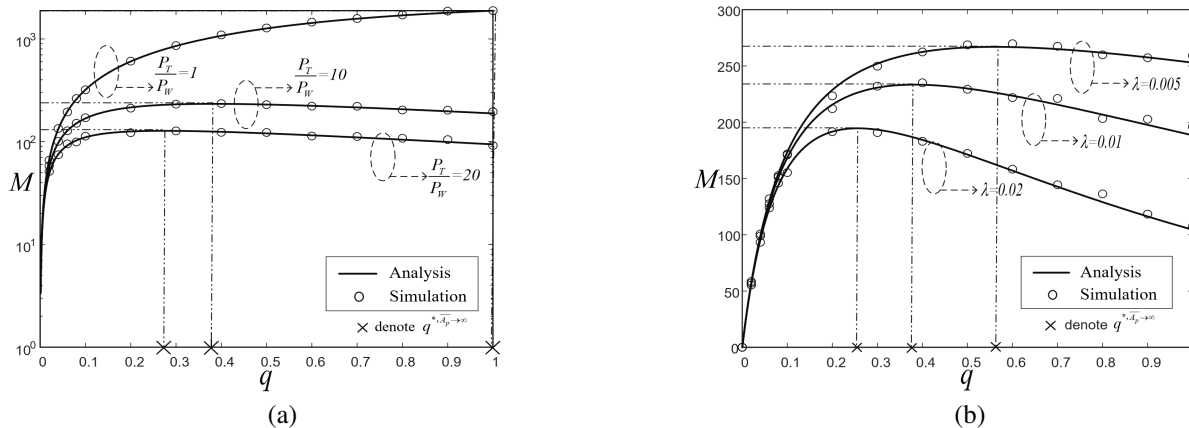 10^3
10^2
10^1
10^0
M
P_T/P_W=1
P_T/P_W=10
P_T/P_W=20
Analysis
Simulation
denote q^{*,\overline{A_p}→∞}
0 0.1 0.2 0.3 0.4 0.5 0.6 0.7 0.8 0.9 1
q
(a)
300
250
200
150
100
50
0
M
λ=0.005
λ=0.01
λ=0.02
Analysis
Simulation
denote q^{*,\overline{A_p}→∞}
0 0.1 0.2 0.3 0.4 0.5 0.6 0.7 0.8 0.9
q
(b)